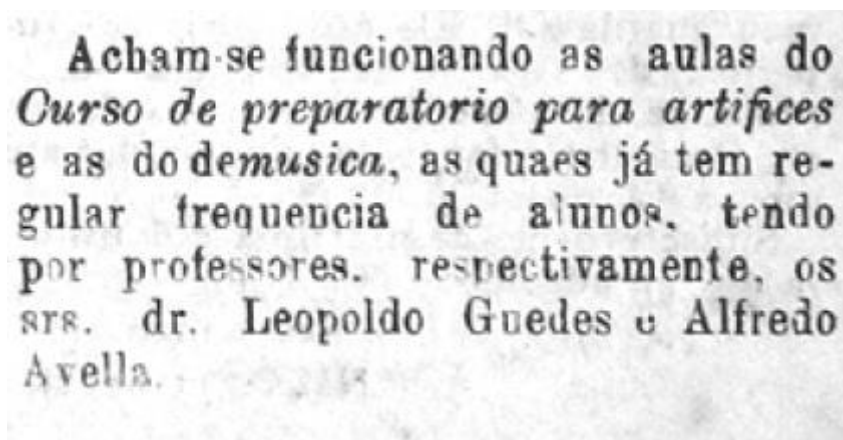 Acham-se funcionando as aulas do
Curso de preparatorio para artifices
e as do demusica, as quaes já tem re-
gular frequencia de alunos, tendo
por professores, respectivamente, os
srs. dr. Leopoldo Guedes e Alfredo
Avella.